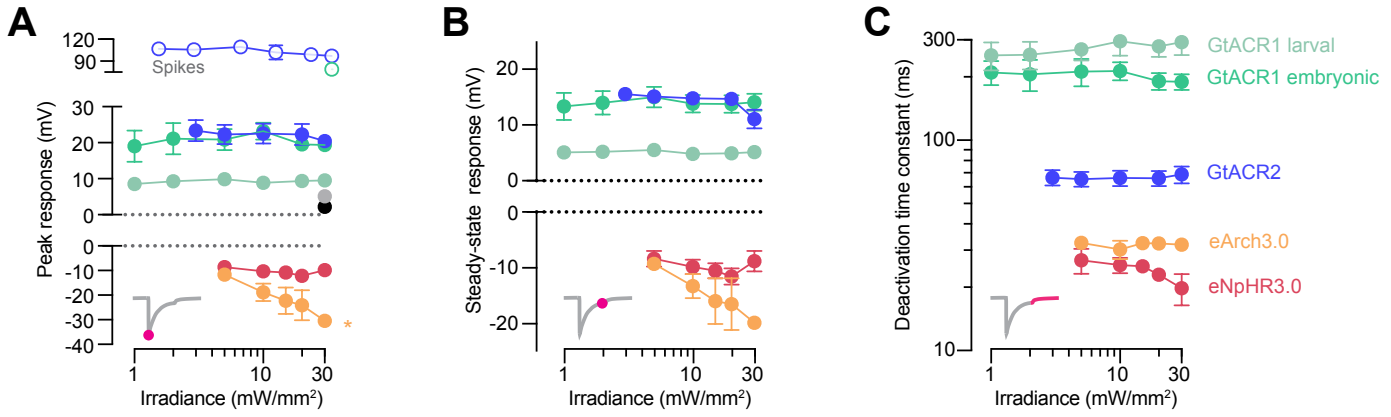 A
120
90
Spikes
30
20
10
0
0
-10
-20
-30
-40
*
1
10
30
Peak response (mV)
Irradiance (mW/mm²)
B
20
15
10
5
0
0
-10
-20
1
10
30
Steady-state response (mV)
Irradiance (mW/mm²)
C
300
100
10
1
10
30
Deactivation time constant (ms)
Irradiance (mW/mm²)
GtACR1 larval
GtACR1 embryonic
GtACR2
eArch3.0
eNpHR3.0